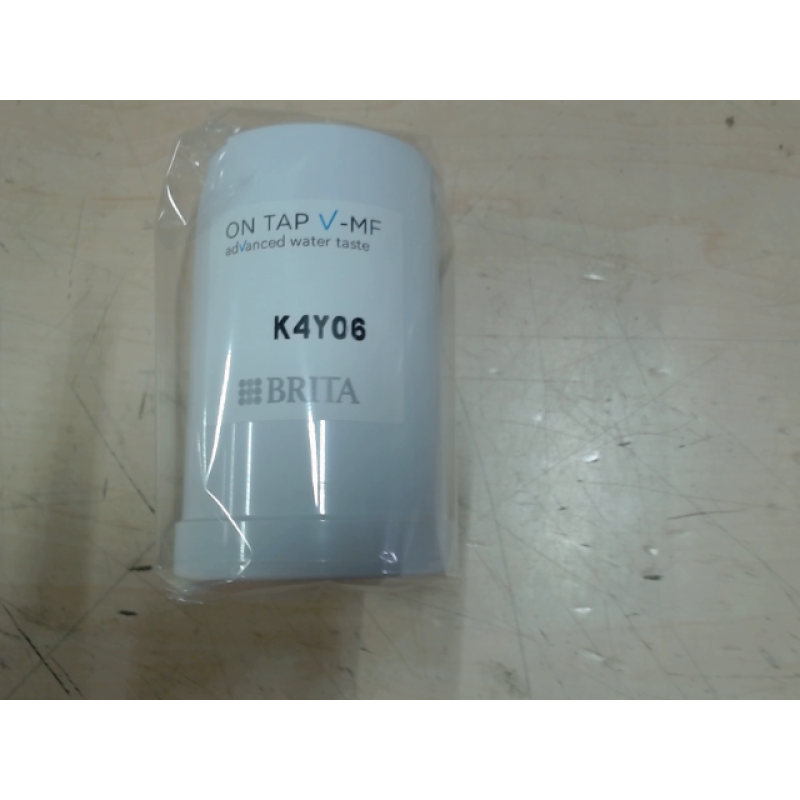 ON TAP V-MF
advanced water taste
K4Y06
BRITA